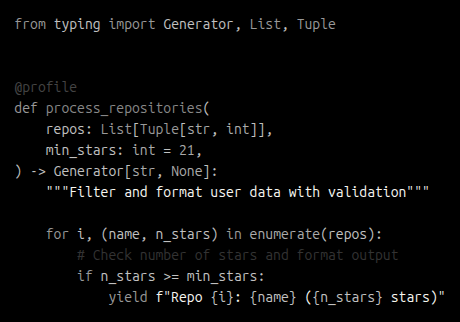 from typing import Generator, List, Tuple
@profile
def process_repositories(
    repos: List[Tuple[str, int]],
    min_stars: int = 21,
) -> Generator[str, None]:
    """Filter and format user data with validation"""
    for i, (name, n_stars) in enumerate(repos):
        # Check number of stars and format output
        if n_stars >= min_stars:
            yield f"Repo {i}: {name} ({n_stars} stars)"